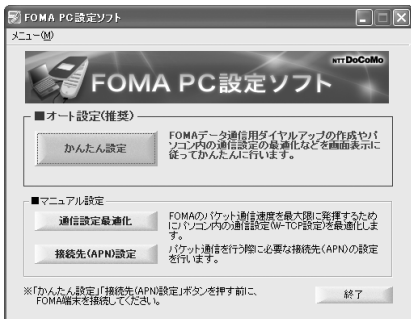 FOMA PC設定ソフト
メニュー(M)
NTT DoCoMo
FOMA PC設定ソフト
■オート設定(推奨)
かんたん設定
FOMAデータ通信用ダイヤルアップの作成やパ
ソコン内の通信設定の最適化などを画面表示に
従ってかんたんに行います。
■マニュアル設定
通信設定最適化
FOMAのパケット通信速度を最大限に発揮するため
にパソコン内の通信設定(W-TCP設定)を最適化しま
す。
接続先(APN)設定
パケット通信を行う際に必要な接続先(APN)の設定
を行います。
※「かんたん設定」「接続先(APN)設定」ボタンを押す前に、
FOMA端末を接続してください。
終了